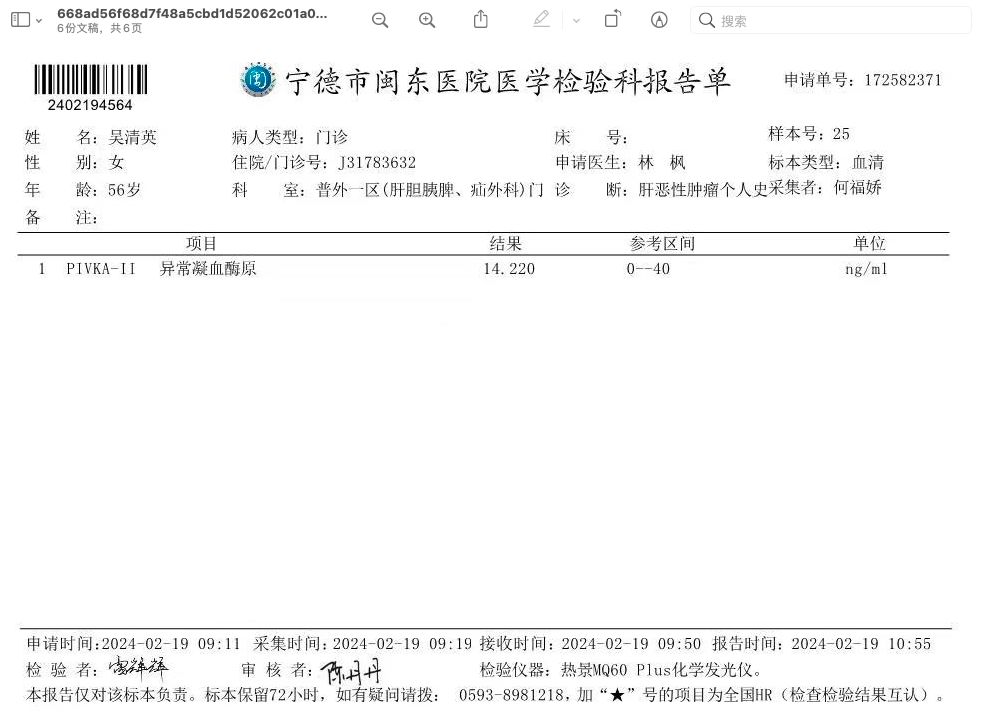 668ad56f68d7f48a5cbd1d52062c01a0...
6份文稿，共6页
搜索
2402194564
宁德市闽东医院医学检验科报告单
申请单号：172582371
姓 名：吴清英 病人类型：门诊 床 号： 样本号：25
性 别：女 住院/门诊号：J31783632 申请医生：林 枫 标本类型：血清
年 龄：56岁 科 室：普外一区(肝胆胰脾、疝外科)门 诊 断：肝恶性肿瘤个人史 采集者：何福娇
备 注：
项目 结果 参考区间 单位
1 PIVKA-II 异常凝血酶原 14.220 0--40 ng/ml
申请时间:2024-02-19 09:11 采集时间:2024-02-19 09:19 接收时间:2024-02-19 09:50 报告时间:2024-02-19 10:55
检 验 者： 审 核 者：陈丹丹 检验仪器：热景MQ60 Plus化学发光仪。
本报告仅对该标本负责。标本保留72小时，如有疑问请拨： 0593-8981218，加“★”号的项目为全国HR（检查检验结果互认）。